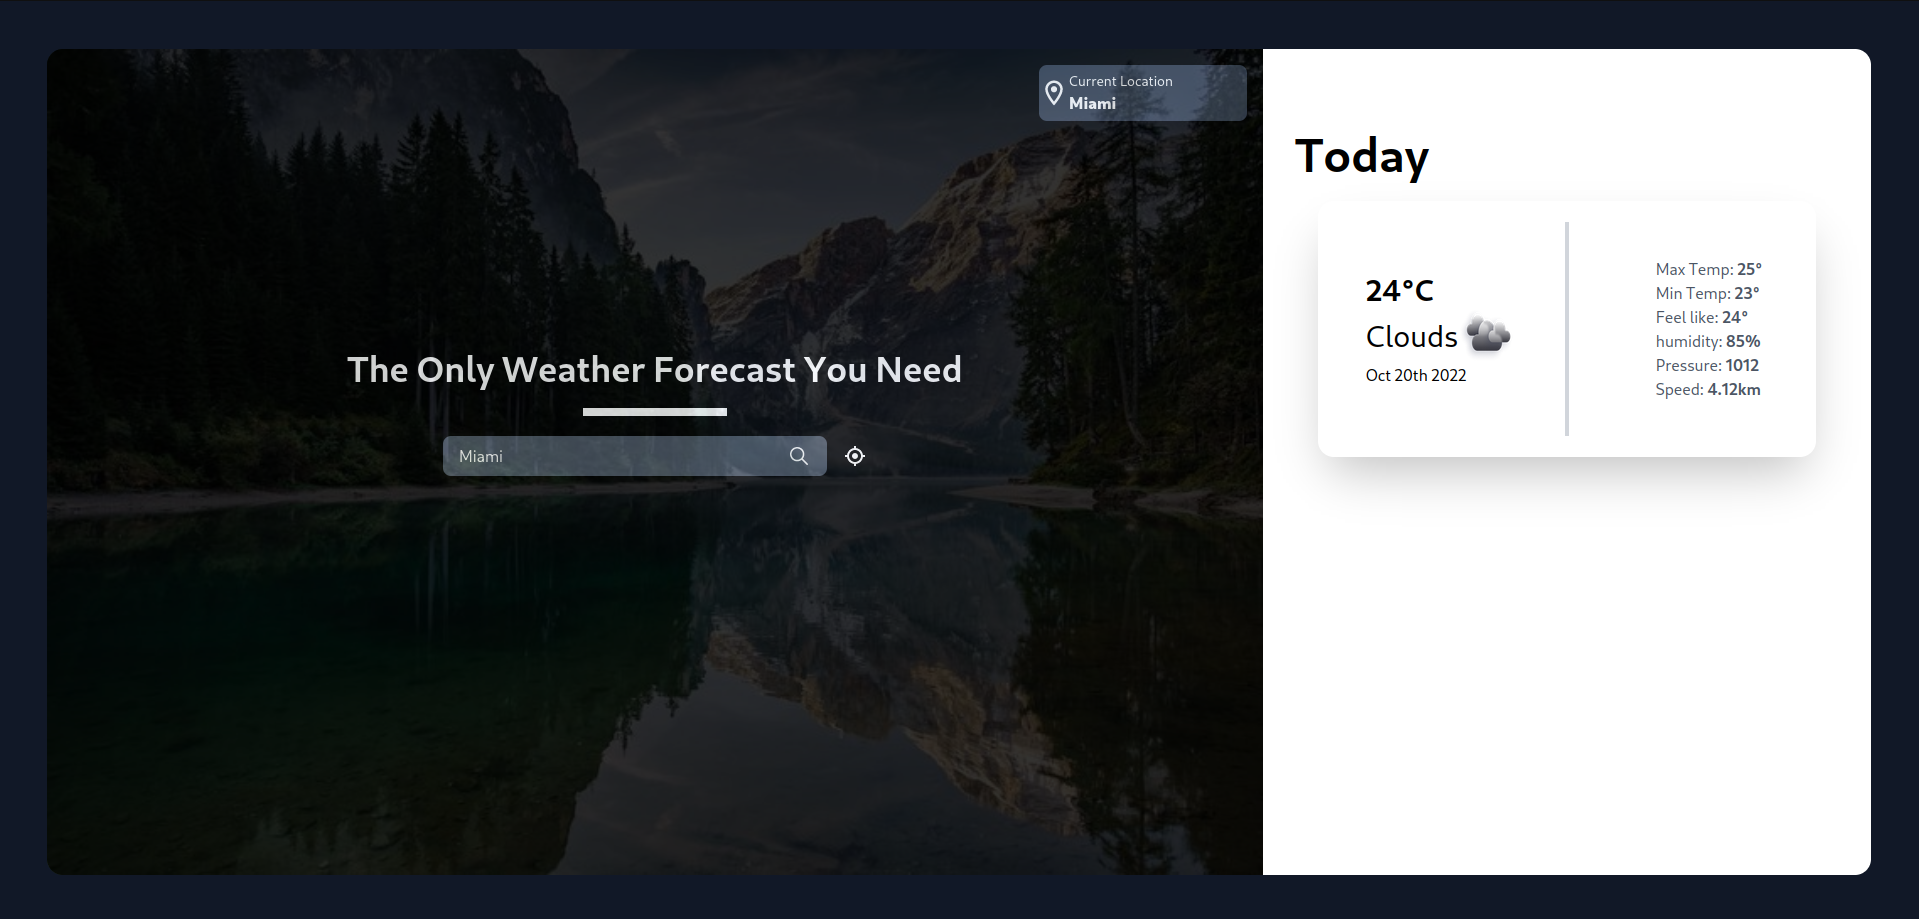 Current Location
Miami
The Only Weather Forecast You Need
Miami
Today
24°C
Clouds
Oct 20th 2022
Max Temp: 25°
Min Temp: 23°
Feel like: 24°
humidity: 85%
Pressure: 1012
Speed: 4.12km